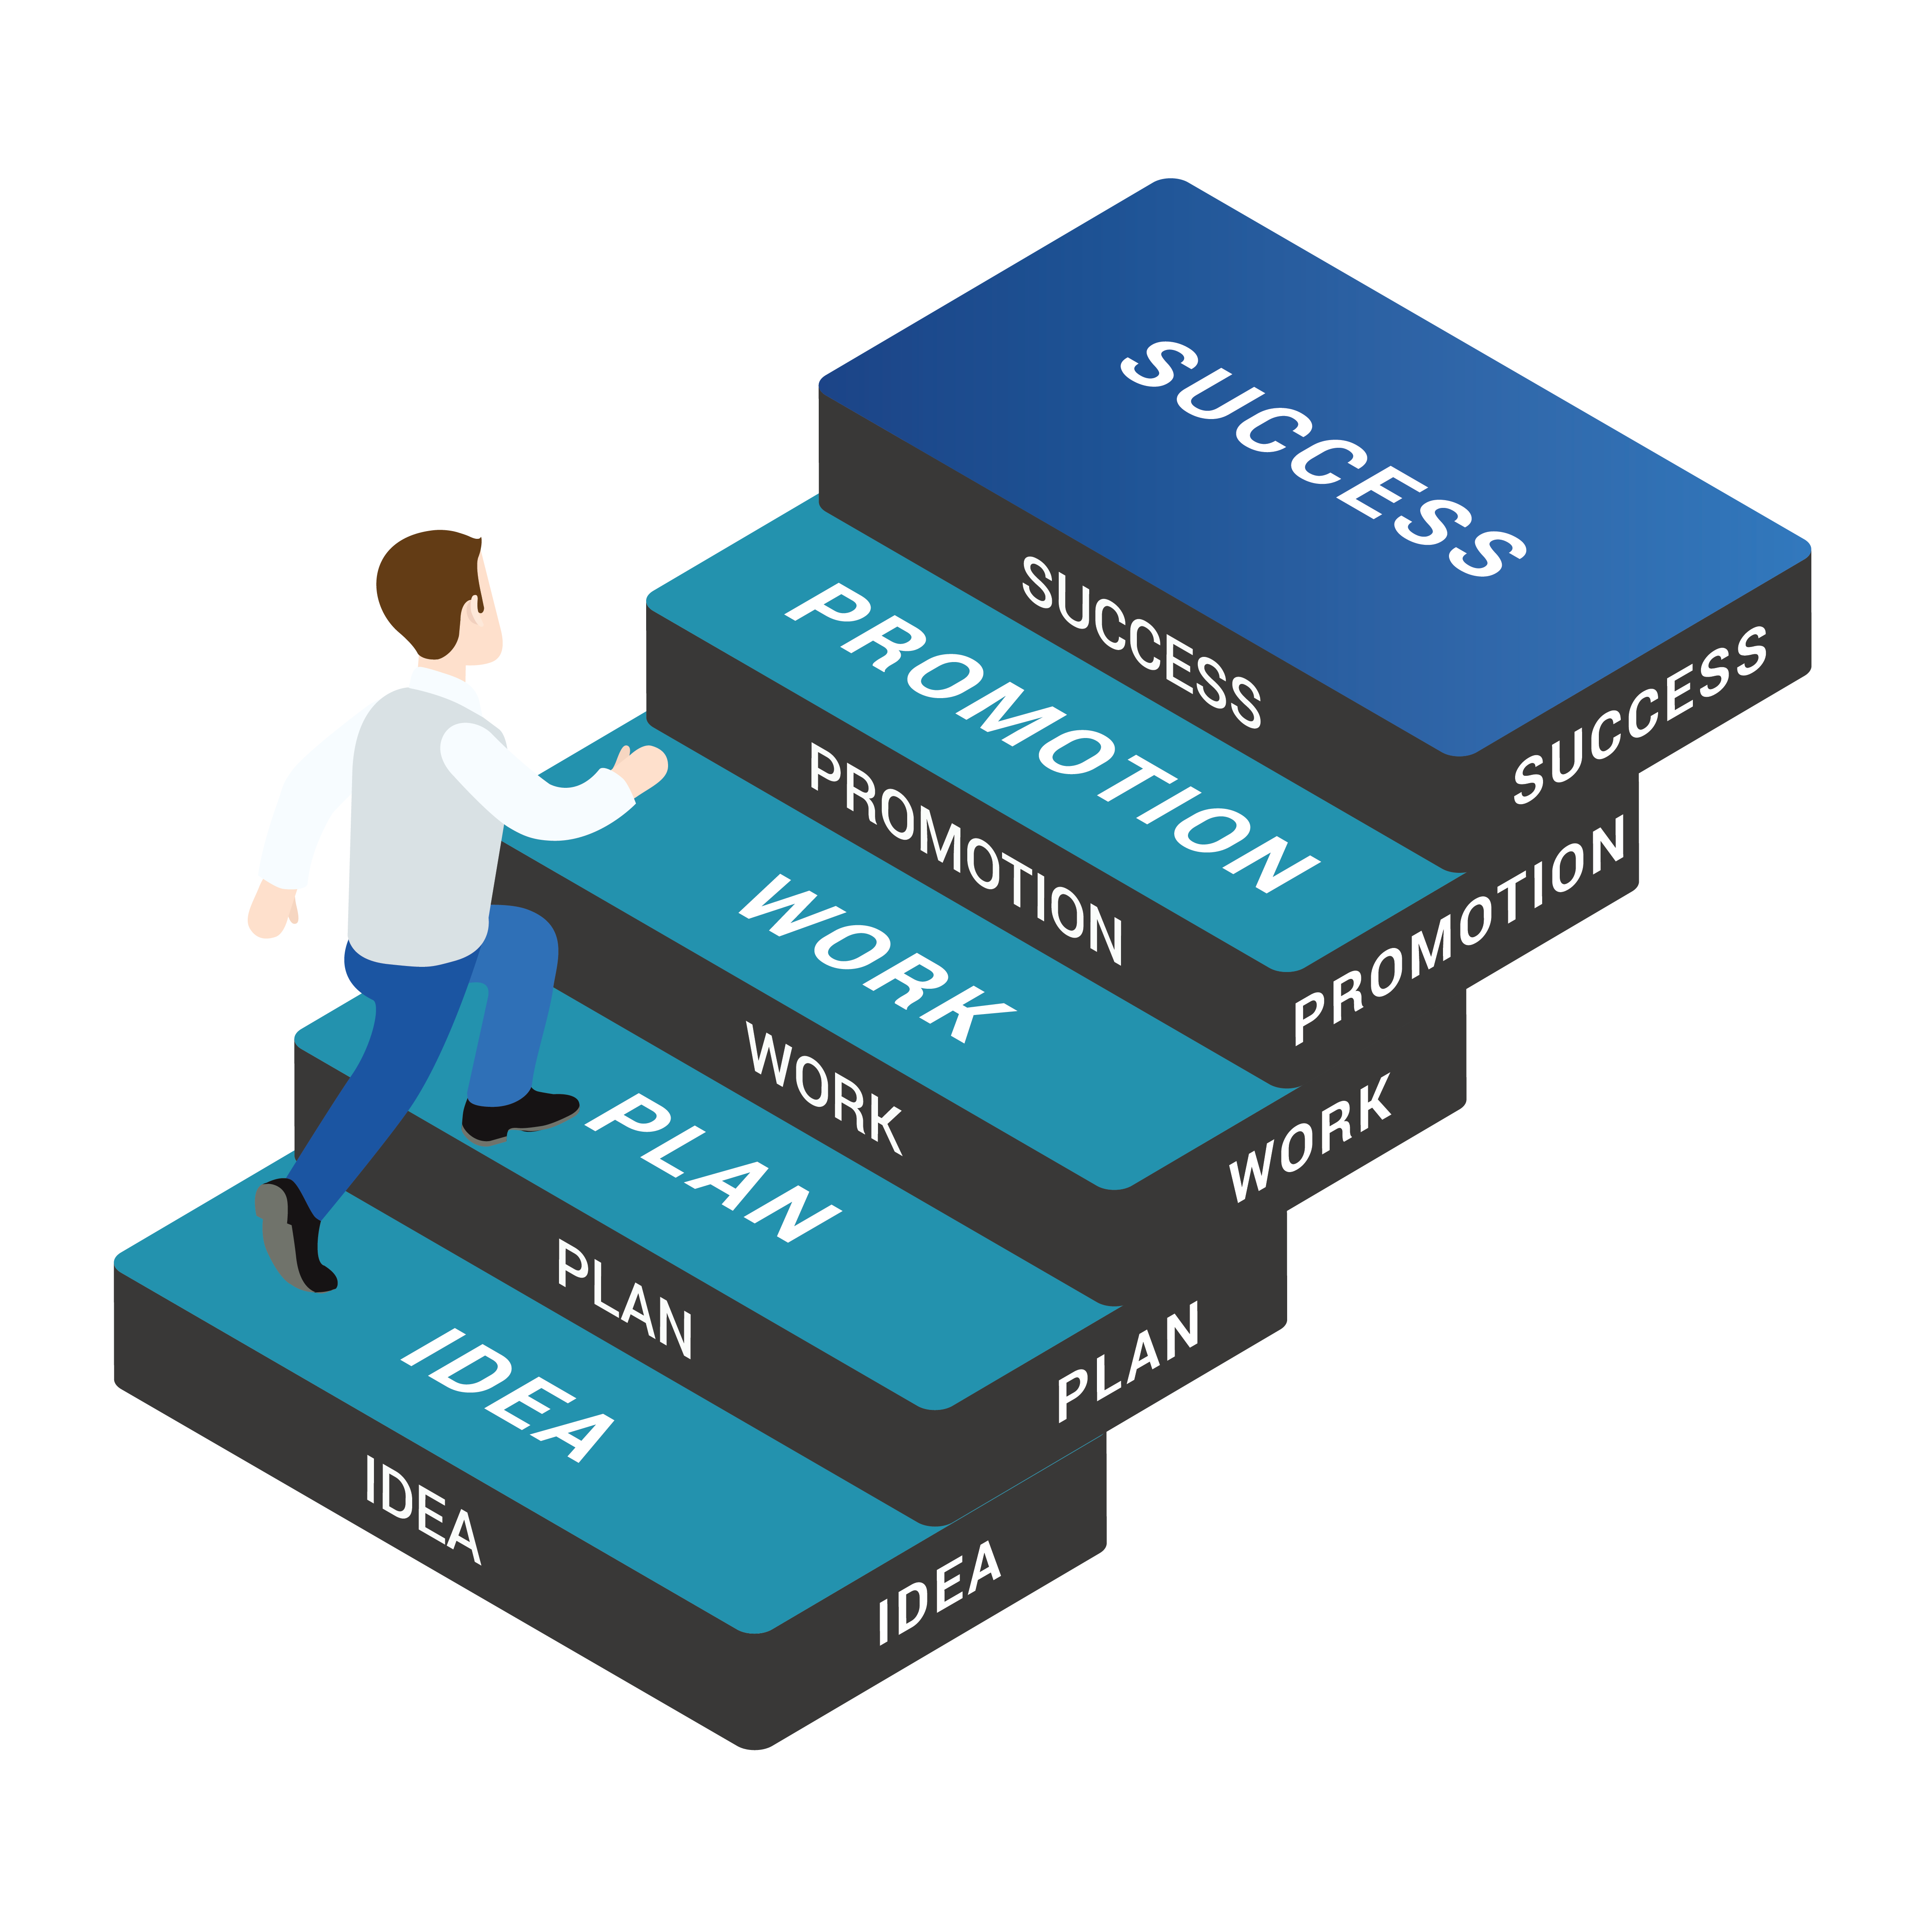 SUCCESS
SUCCESS
SUCCESS
PROMOTION
PROMOTION
PROMOTION
WORK
WORK
WORK
PLAN
PLAN
PLAN
IDEA
IDEA
IDEA